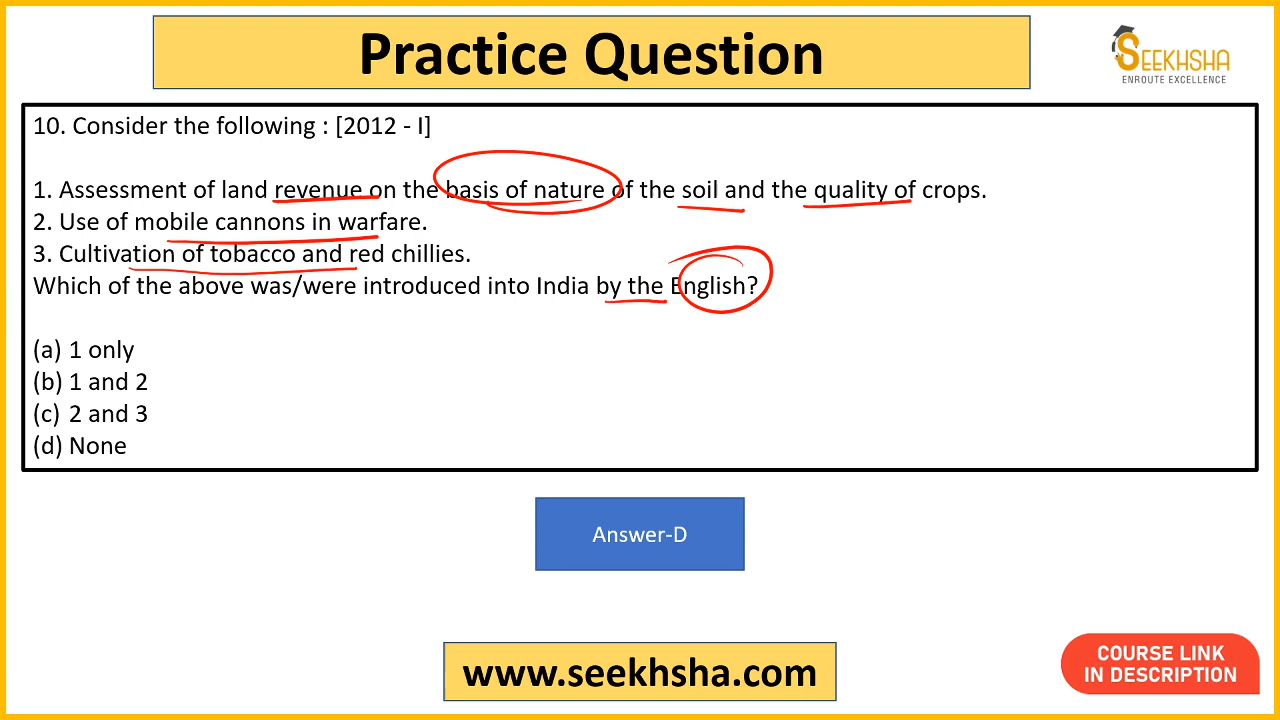 Practice Question
SEEKHSHA
ENROUTE EXCELLENCE
10. Consider the following : [2012 - I]
1. Assessment of land revenue on the basis of nature of the soil and the quality of crops.
2. Use of mobile cannons in warfare.
3. Cultivation of tobacco and red chillies.
Which of the above was/were introduced into India by the English?
(a) 1 only
(b) 1 and 2
(c) 2 and 3
(d) None
Answer-D
www.seekhsha.com
COURSE LINK
IN DESCRIPTION